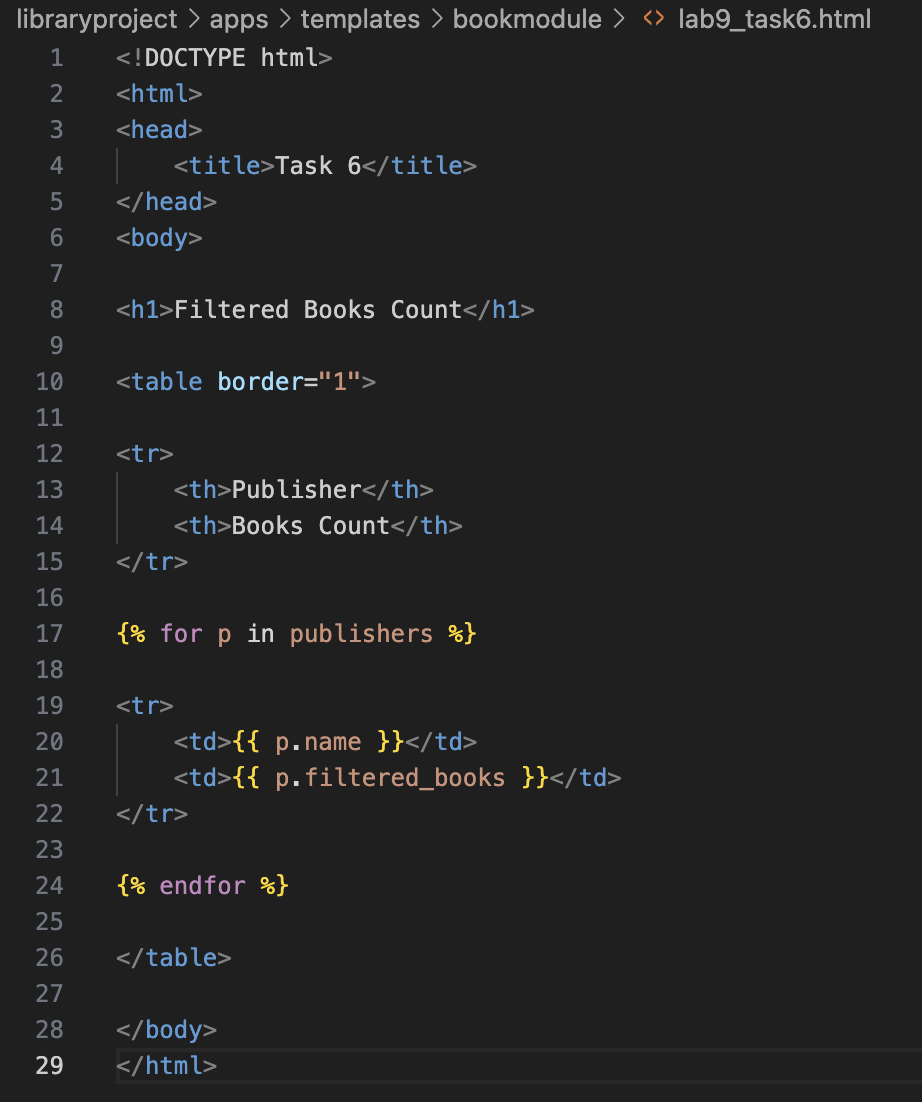 libraryproject > apps > templates > bookmodule > <> lab9_task6.html
1 <!DOCTYPE html>
2 <html>
3 <head>
4     <title>Task 6</title>
5 </head>
6 <body>
7
8 <h1>Filtered Books Count</h1>
9
10 <table border="1">
11
12 <tr>
13     <th>Publisher</th>
14     <th>Books Count</th>
15 </tr>
16
17 {% for p in publishers %}
18
19 <tr>
20     <td>{{ p.name }}</td>
21     <td>{{ p.filtered_books }}</td>
22 </tr>
23
24 {% endfor %}
25
26 </table>
27
28 </body>
29 </html>